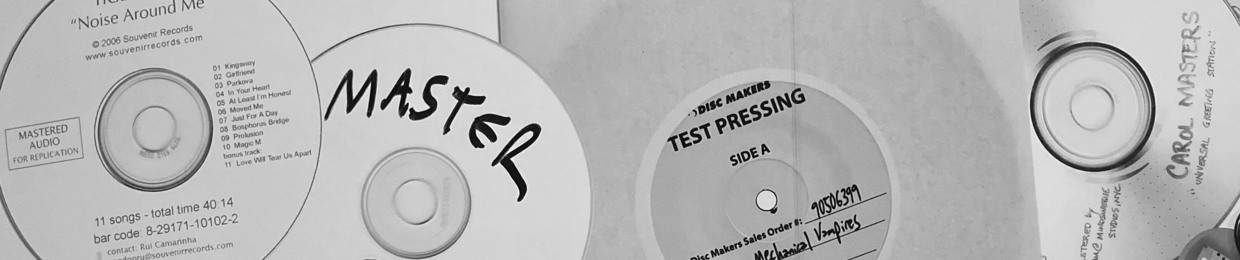 "Noise Around Me"
© 2006 Souvenir Records
www.souvenirrecords.com
01 Kingsway
02 Girlfriend
03 Parkova
04 In Your Heart
05 At Least I'm Honest
06 Moved Me
07 Just For A Day
08 Bosphorus Bridge
09 Profusion
10 Magic M
bonus track:
11 Love Will Tear Us Apart
MASTERED
AUDIO
FOR REPLICATION
11 songs - total time 40:14
bar code: 8-29171-10102-2
contact: Rui Camarinha
MASTER
DISC MAKERS
TEST PRESSING
SIDE A
Disc Makers Sales Order #: 90506399
Mechanical Vampires
CAROL MASTERS
"UNIVERSAL GREEING STATION"
STUDIOS, NYC